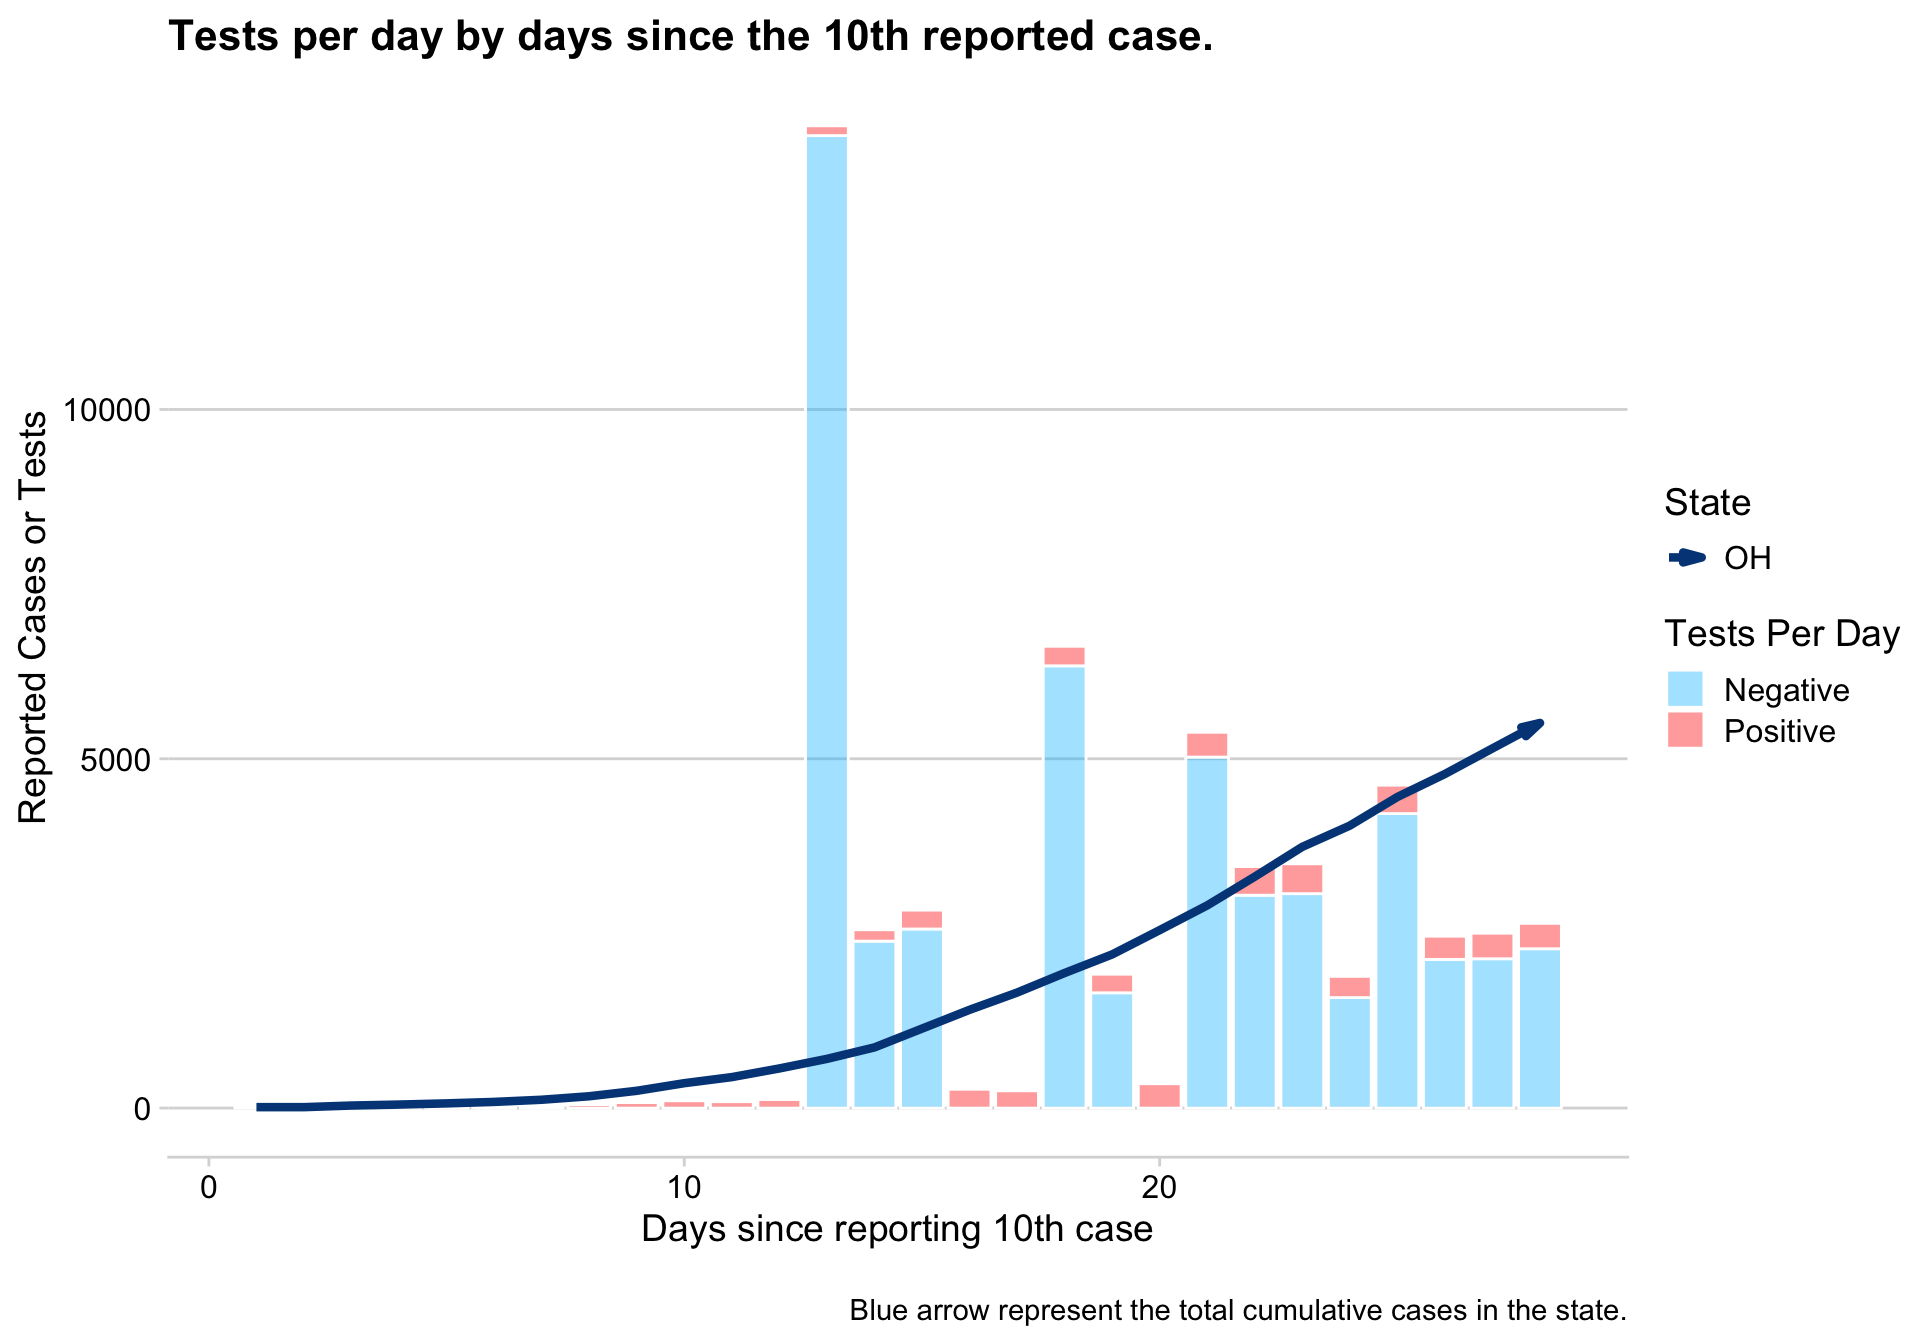 Tests per day by days since the 10th reported case.
Reported Cases or Tests
10000
5000
0
0
10
20
Days since reporting 10th case
State
OH
Tests Per Day
Negative
Positive
Blue arrow represent the total cumulative cases in the state.